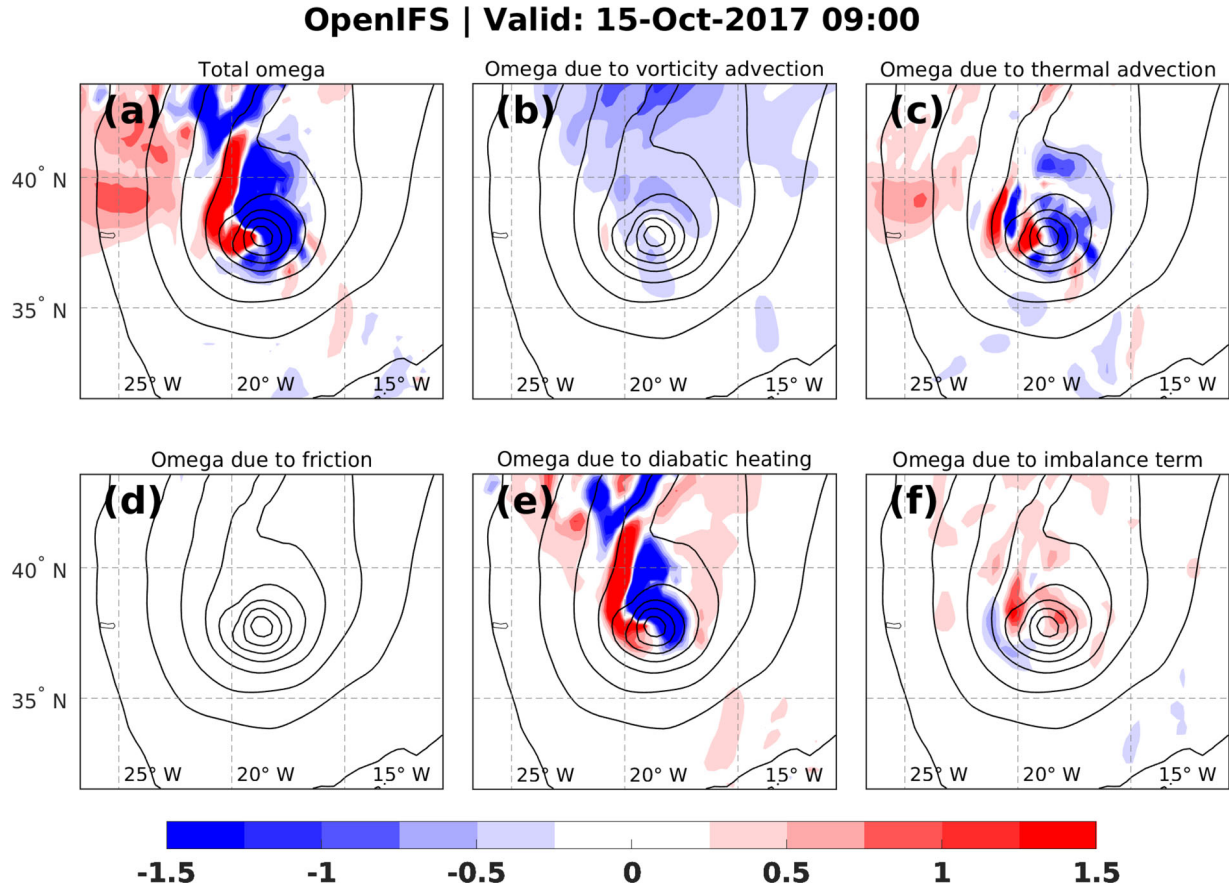 OpenIFS | Valid: 15-Oct-2017 09:00
Total omega
Omega due to vorticity advection
Omega due to thermal advection
(a)
(b)
(c)
40° N
35° N
25° W 20° W 15° W
25° W 20° W 15° W
25° W 20° W 15° W
Omega due to friction
Omega due to diabatic heating
Omega due to imbalance term
(d)
(e)
(f)
40° N
35° N
25° W 20° W 15° W
25° W 20° W 15° W
25° W 20° W 15° W
-1.5 -1 -0.5 0 0.5 1 1.5